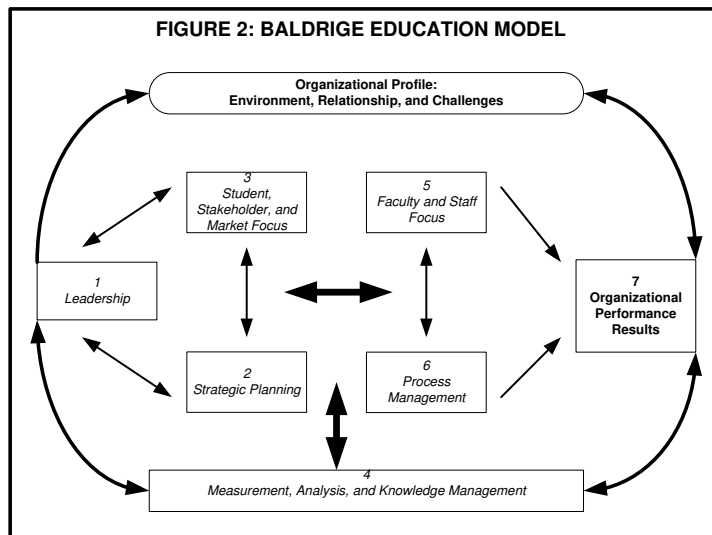 FIGURE 2: BALDRIGE EDUCATION MODEL
Organizational Profile:
Environment, Relationship, and Challenges
3
Student,
Stakeholder, and
Market Focus
5
Faculty and Staff
Focus
1
Leadership
7
Organizational
Performance
Results
2
Strategic Planning
6
Process
Management
4
Measurement, Analysis, and Knowledge Management